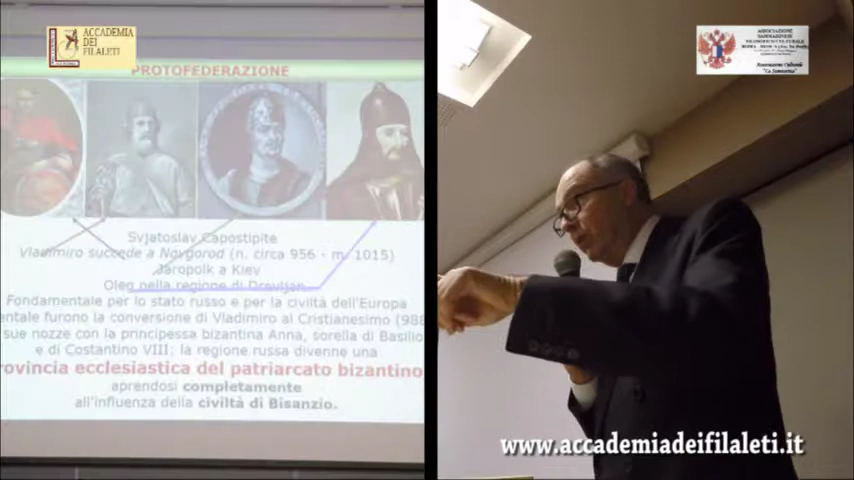 ACCADEMIA
DEI
FILALETI
PROTOFEDERAZIONE
Svjatoslav Capostipite
Vladimiro succede a Novgorod (n. circa 956 - m. 1015)
Jaropolk a Kiev
Oleg nella regione di Drevljan
Fondamentale per lo stato russo e per la civiltà dell'Europa
entale furono la conversione di Vladimiro al Cristianesimo (988
sue nozze con la principessa bizantina Anna, sorella di Basilio
e di Costantino VIII: la regione russa divenne una
rovincia ecclesiastica del patriarcato bizantino
aprendosi completamente
all'influenza della civiltà di Bisanzio.
ASSOCIAZIONE
www.accademiadeifilaleti.it